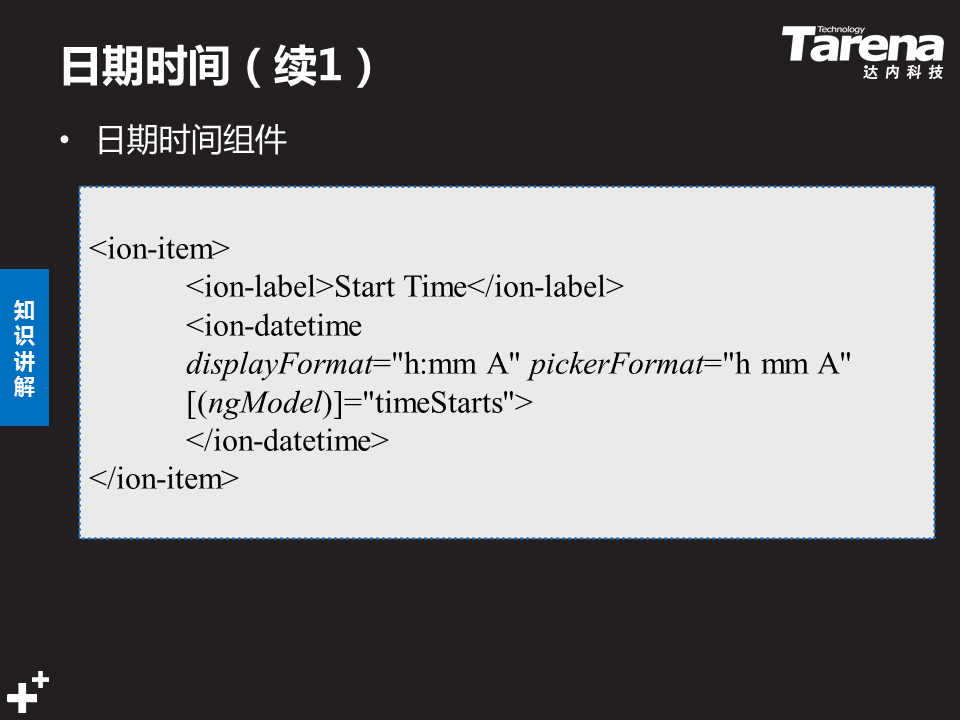 日期时间（续1）
Technology
Tarena
达内科技
• 日期时间组件
知识讲解
<ion-item>
<ion-label>Start Time</ion-label>
<ion-datetime
displayFormat="h:mm A" pickerFormat="h mm A"
[(ngModel)]="timeStarts">
</ion-datetime>
</ion-item>